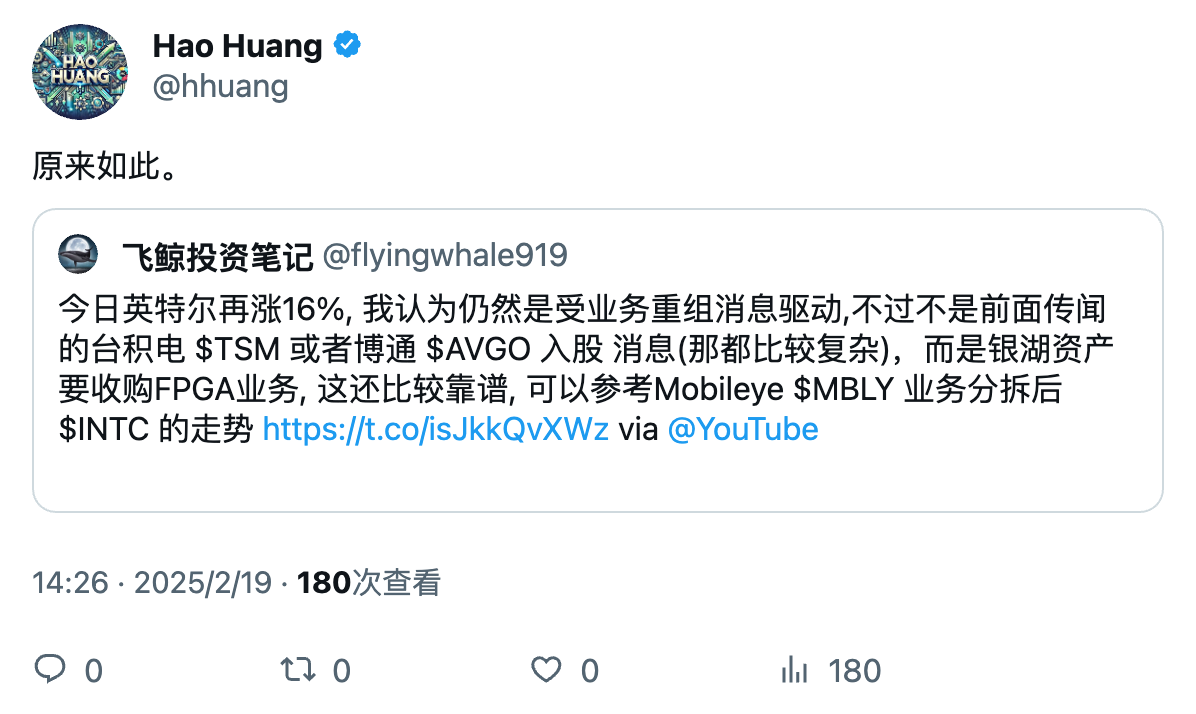 HAO
HUANG
Hao Huang
@hhuang
原来如此。
飞鲸投资笔记 @flyingwhale919
今日英特尔再涨16%, 我认为仍然是受业务重组消息驱动,不过不是前面传闻
的台积电 $TSM 或者博通 $AVGO 入股 消息(那都比较复杂)，而是银湖资产
要收购FPGA业务, 这还比较靠谱, 可以参考Mobileye $MBLY 业务分拆后
$INTC 的走势 https://t.co/isJkkQvXWz via @YouTube
14:26 · 2025/2/19 · 180次查看
0 0 0 180